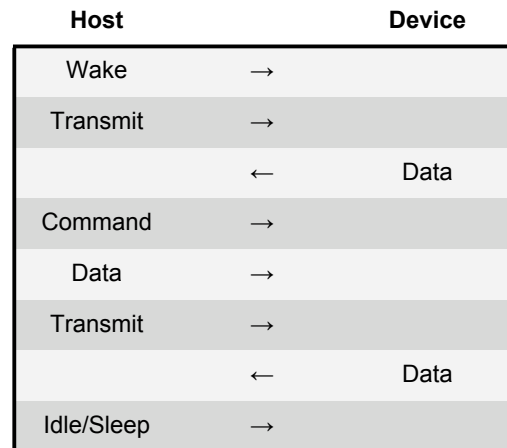 Host Device
Wake →
Transmit →
← Data
Command →
Data →
Transmit →
← Data
Idle/Sleep →